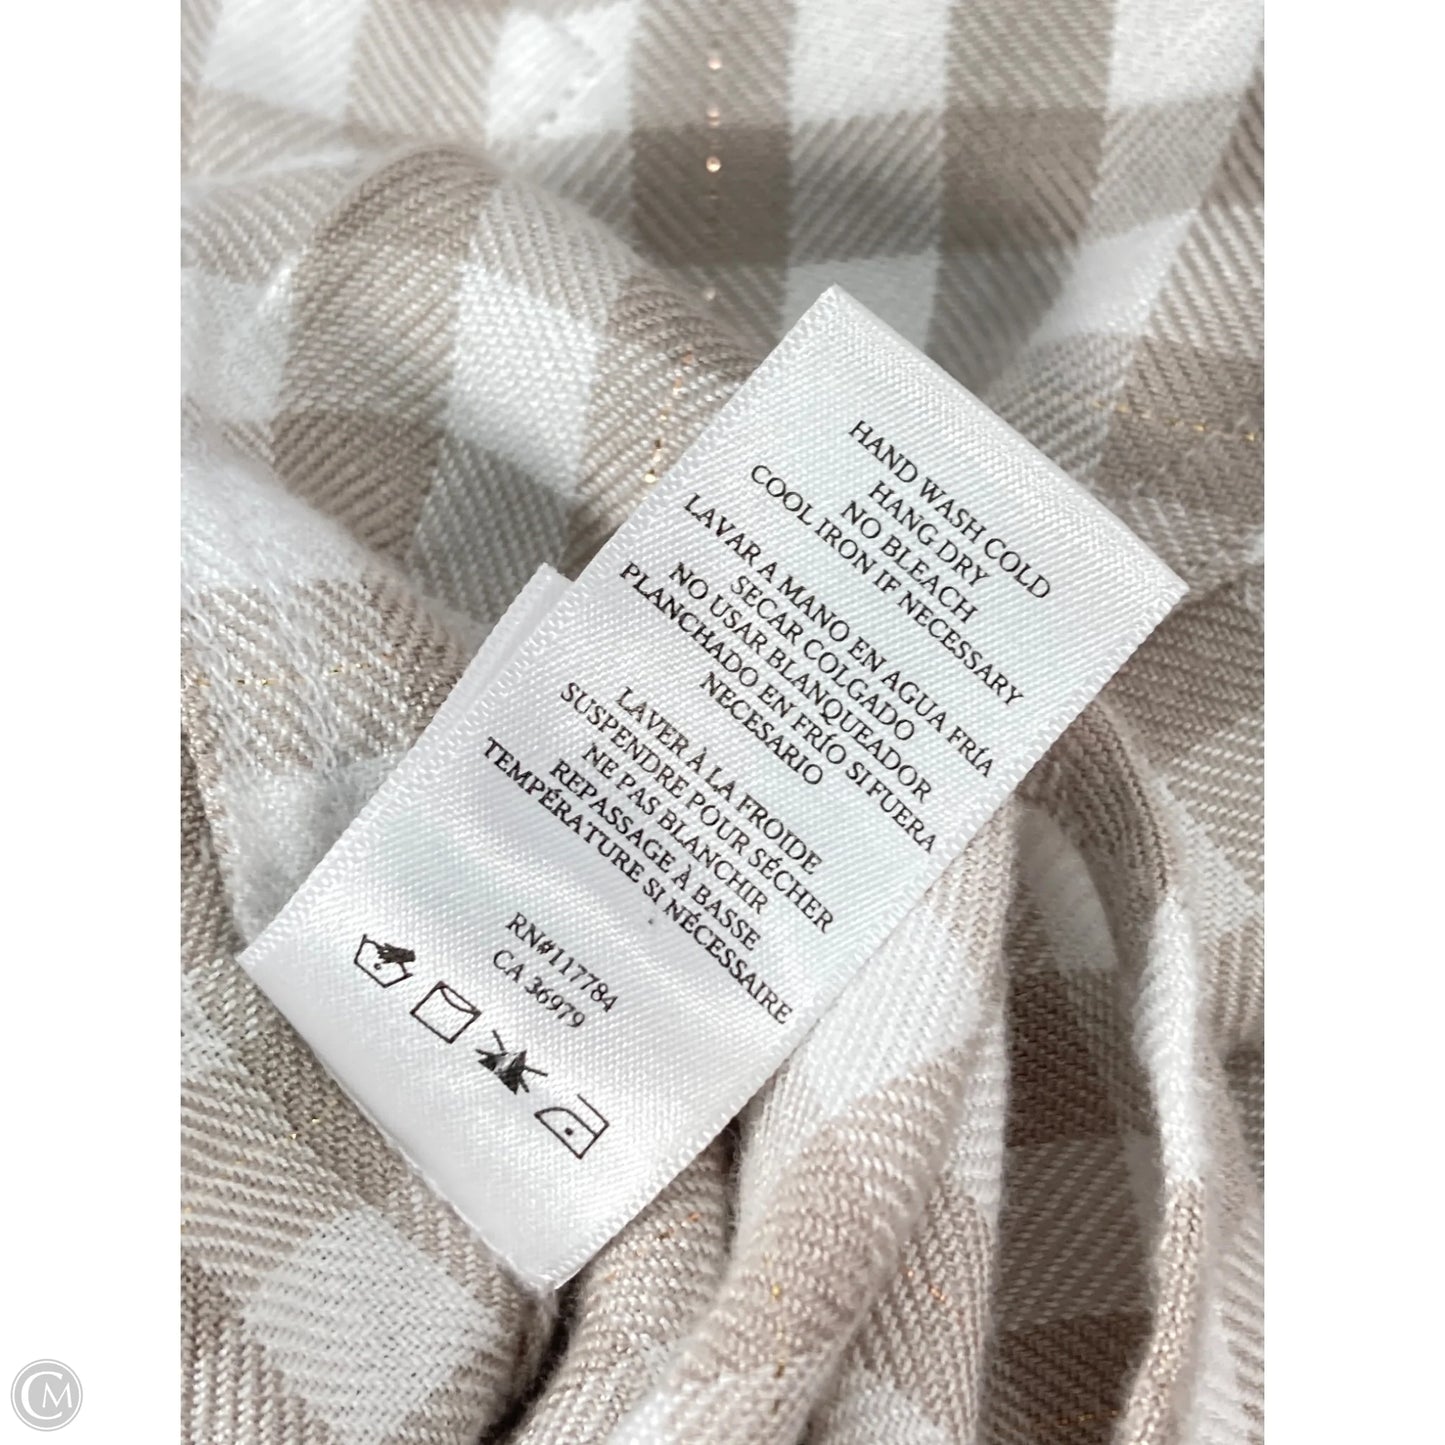 HAND WASH COLD
HANG DRY
NO BLEACH
COOL IRON IF NECESSARY
LAVAR A MANO EN AGUA FRÍA
SECAR COLGADO
NO USAR BLANQUEADOR
PLANCHADO EN FRÍO SI FUERA
NECESARIO
LAVER À LA FROIDE
SUSPENDRE POUR SÉCHER
NE PAS BLANCHIR
REPASSAGE À BASSE
TEMPÉRATURE SI NÉCESSAIRE
RN#117784
CA 36979
CM